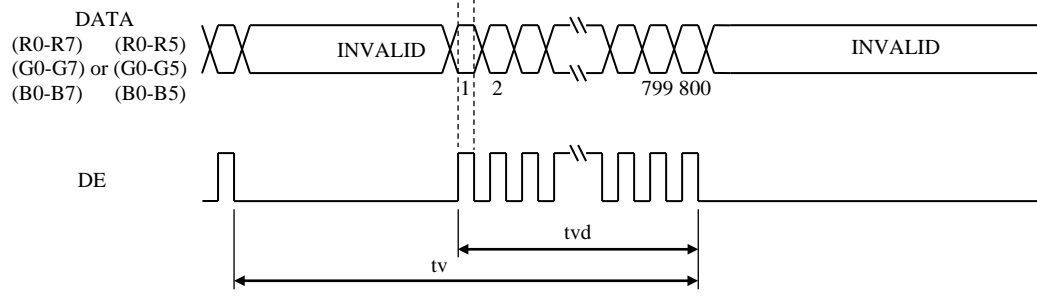 DATA
(R0-R7) (R0-R5)
(G0-G7) or (G0-G5)
(B0-B7) (B0-B5)
INVALID
INVALID
1 2 799 800
DE
tvd
tv